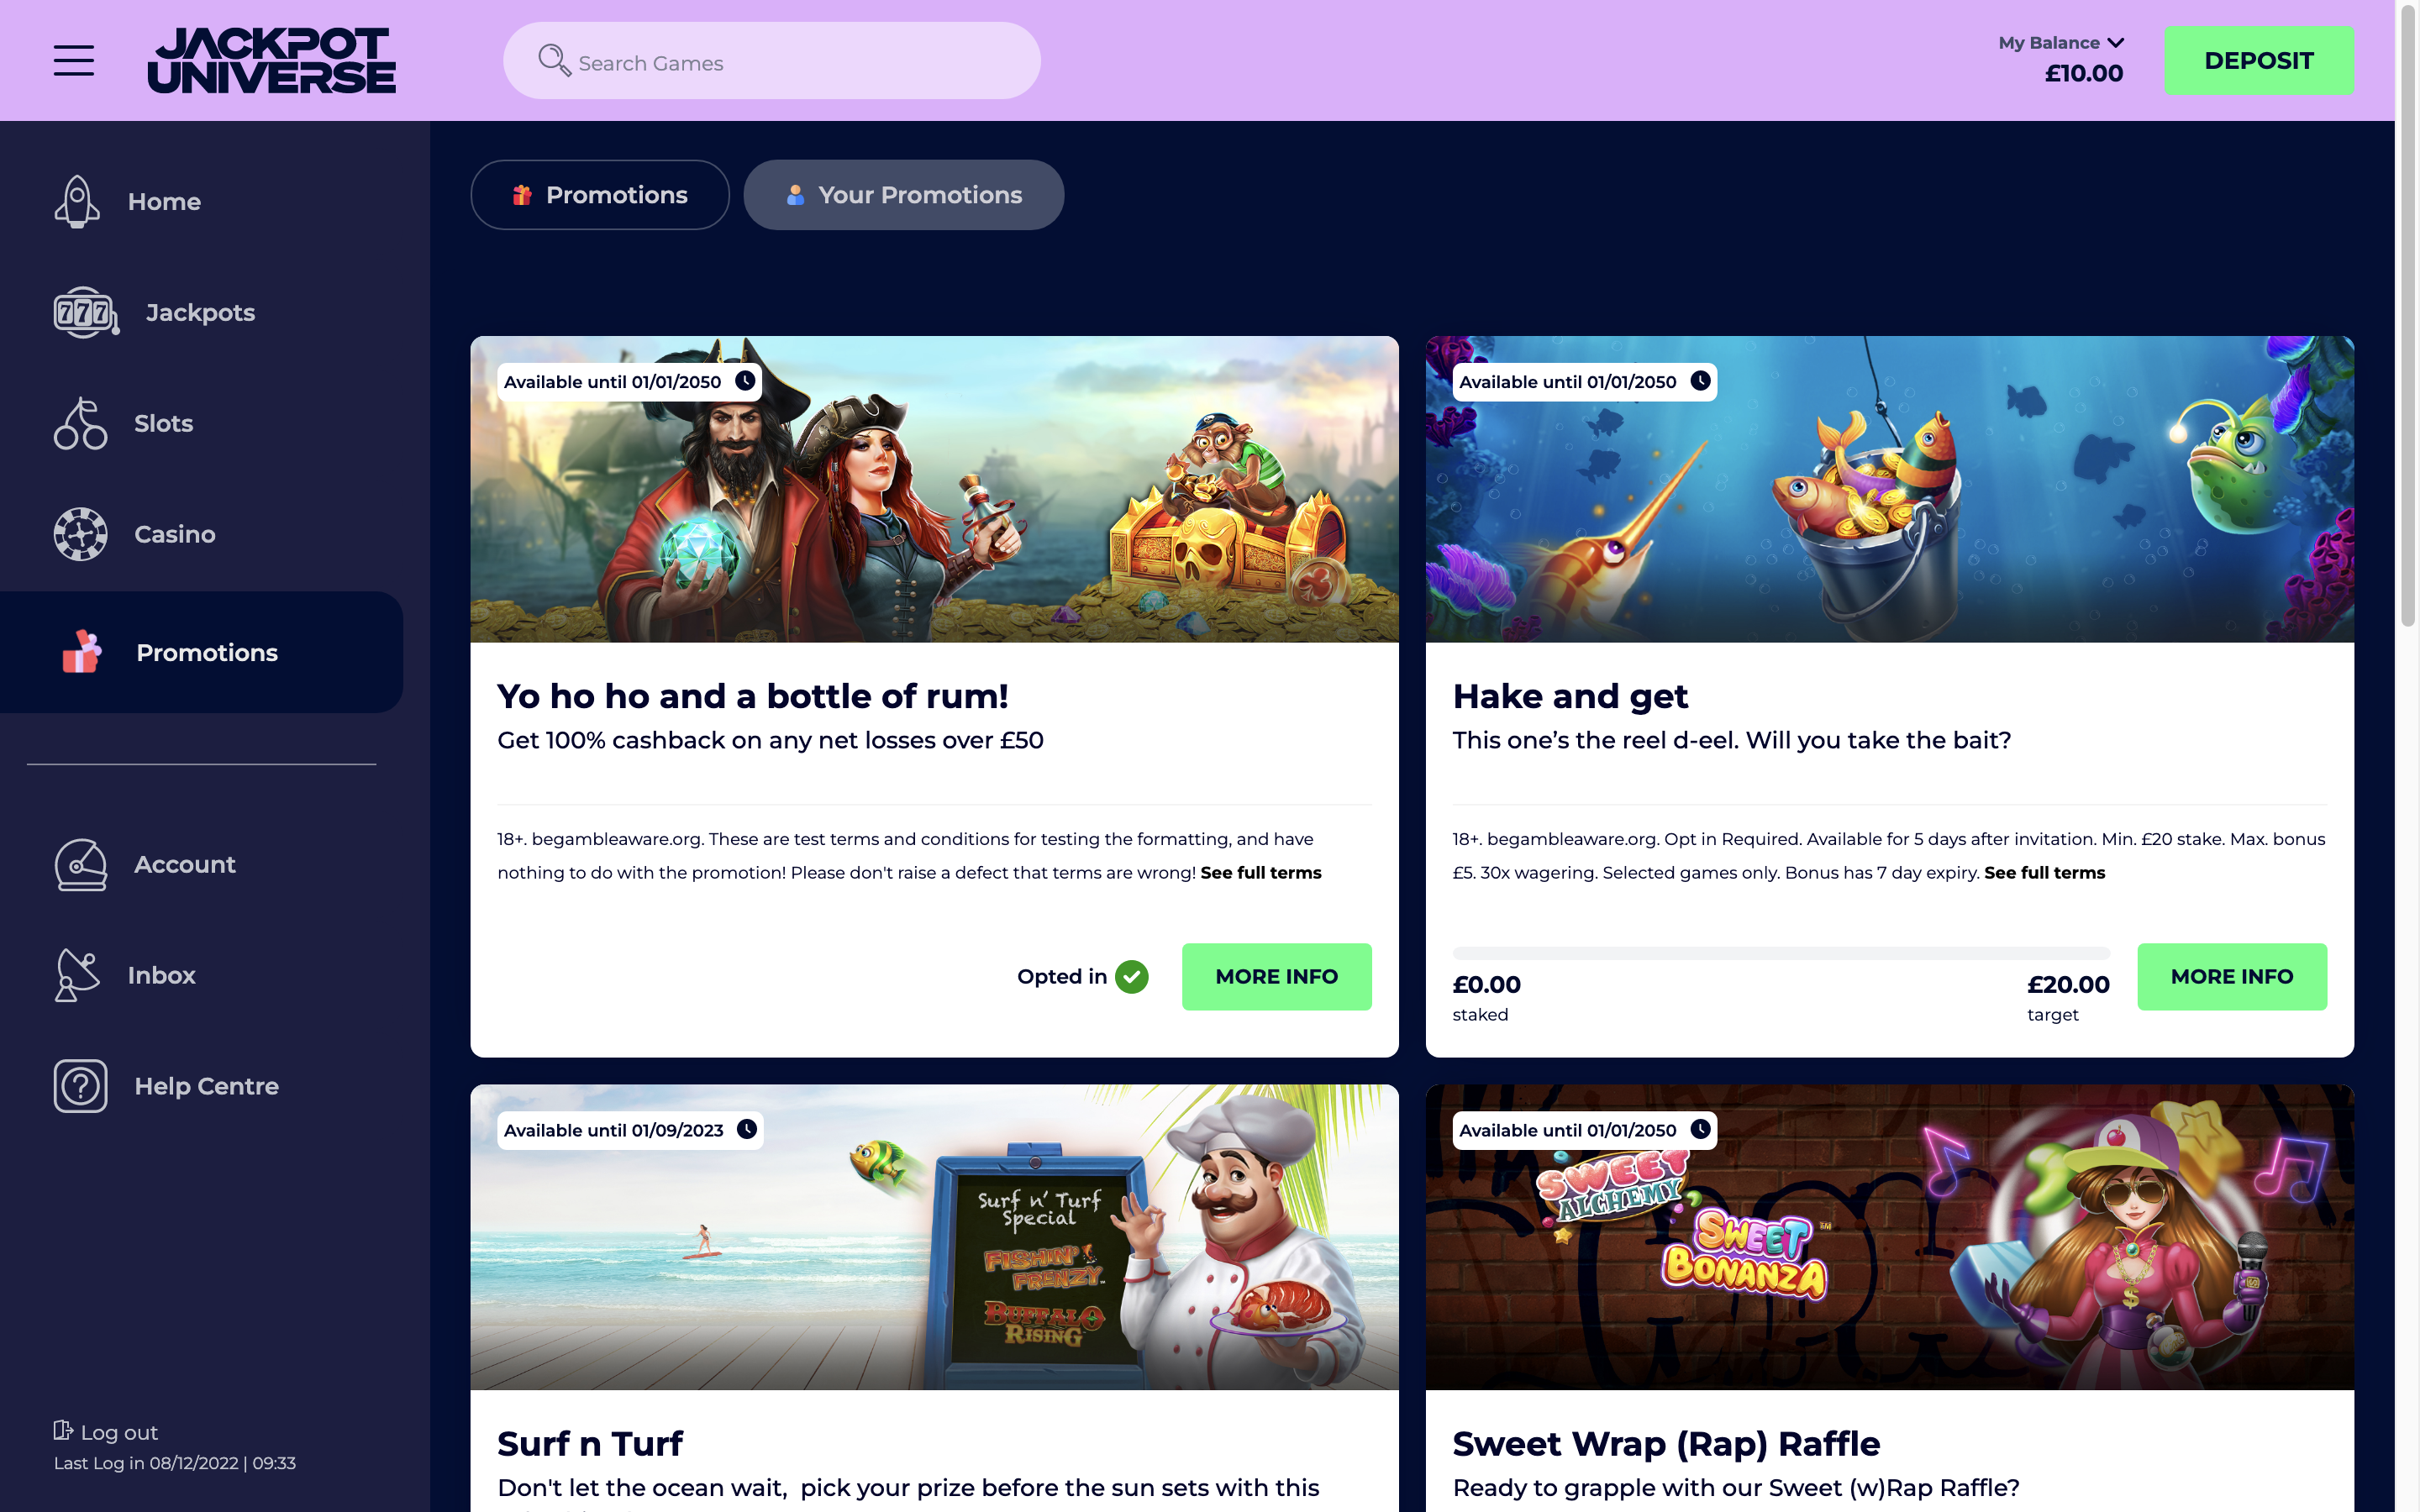 JACKPOT
UNIVERSE
Search Games
My Balance
£10.00
DEPOSIT
Home
Jackpots
Slots
Casino
Promotions
Account
Inbox
Help Centre
Log out
Last Log in 08/12/2022 | 09:33
Promotions
Your Promotions
Available until 01/01/2050
Yo ho ho and a bottle of rum!
Get 100% cashback on any net losses over £50
18+. begambleaware.org. These are test terms and conditions for testing the formatting, and have
nothing to do with the promotion! Please don't raise a defect that terms are wrong! See full terms
Opted in
MORE INFO
Available until 01/01/2050
Hake and get
This one’s the reel d-eel. Will you take the bait?
18+. begambleaware.org. Opt in Required. Available for 5 days after invitation. Min. £20 stake. Max. bonus
£5. 30x wagering. Selected games only. Bonus has 7 day expiry. See full terms
£0.00
staked
£20.00
target
MORE INFO
Available until 01/09/2023
Surf n' Turf
Special
FISHIN'
FRENZY™
BUFFALO
RISING
Surf n Turf
Don't let the ocean wait,  pick your prize before the sun sets with this
Available until 01/01/2050
SWEET
ALCHEMY
SWEET
BONANZA™
Sweet Wrap (Rap) Raffle
Ready to grapple with our Sweet (w)Rap Raffle?